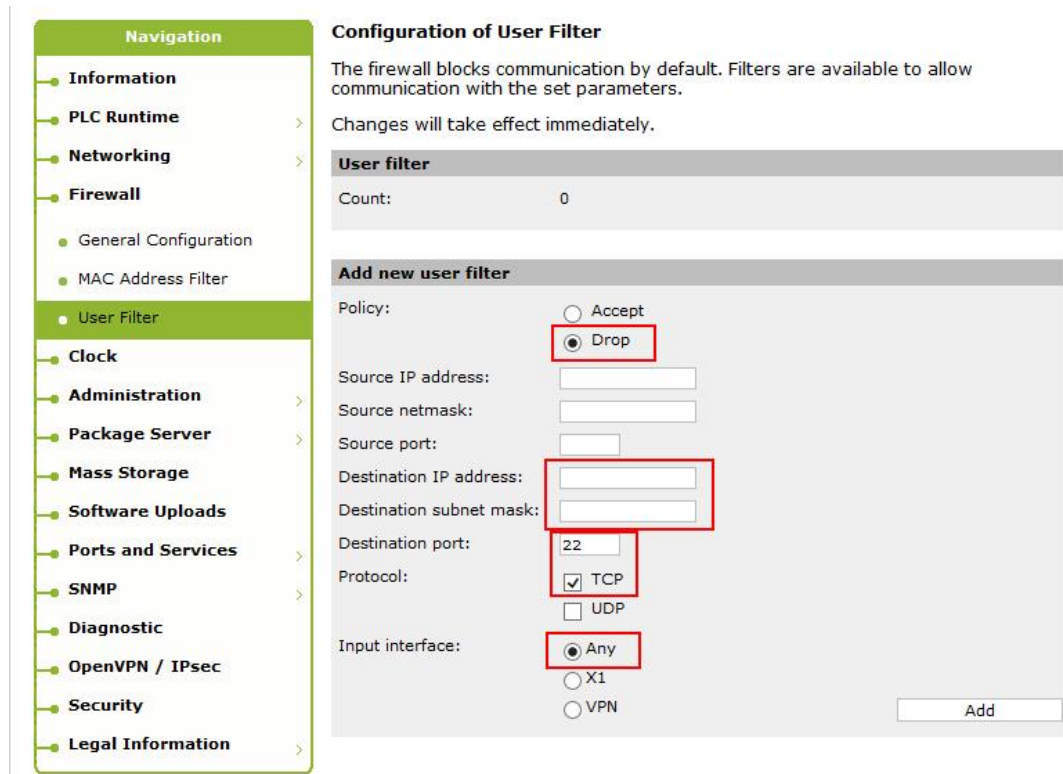 Navigation
Information
PLC Runtime
Networking
Firewall
General Configuration
MAC Address Filter
User Filter
Clock
Administration
Package Server
Mass Storage
Software Uploads
Ports and Services
SNMP
Diagnostic
OpenVPN / IPsec
Security
Legal Information
Configuration of User Filter
The firewall blocks communication by default. Filters are available to allow
communication with the set parameters.
Changes will take effect immediately.
User filter
Count: 0
Add new user filter
Policy: Accept
Drop
Source IP address:
Source netmask:
Source port:
Destination IP address:
Destination subnet mask:
Destination port: 22
Protocol: TCP
UDP
Input interface: Any
X1
VPN
Add